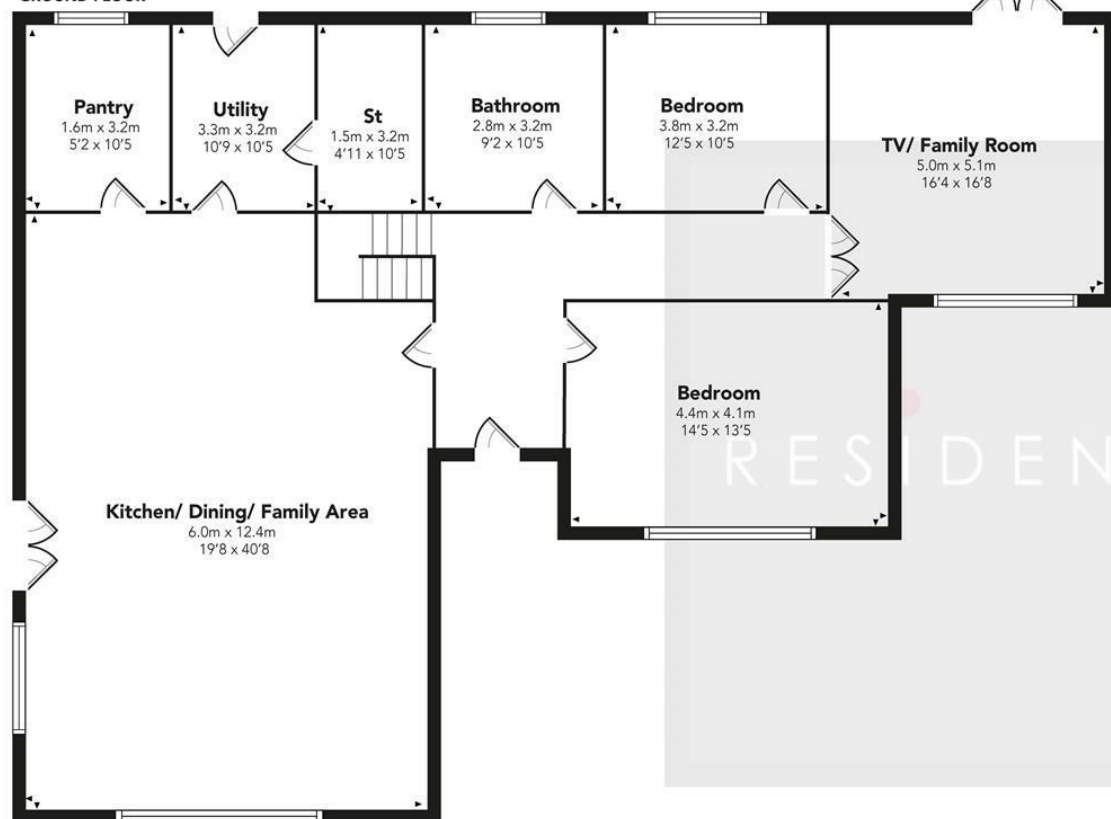 GROUND FLOOR
Pantry
1.6m x 3.2m
5'2 x 10'5
Utility
3.3m x 3.2m
10'9 x 10'5
St
1.5m x 3.2m
4'11 x 10'5
Bathroom
2.8m x 3.2m
9'2 x 10'5
Bedroom
3.8m x 3.2m
12'5 x 10'5
TV/ Family Room
5.0m x 5.1m
16'4 x 16'8
Bedroom
4.4m x 4.1m
14'5 x 13'5
RESIDEN
Kitchen/ Dining/ Family Area
6.0m x 12.4m
19'8 x 40'8